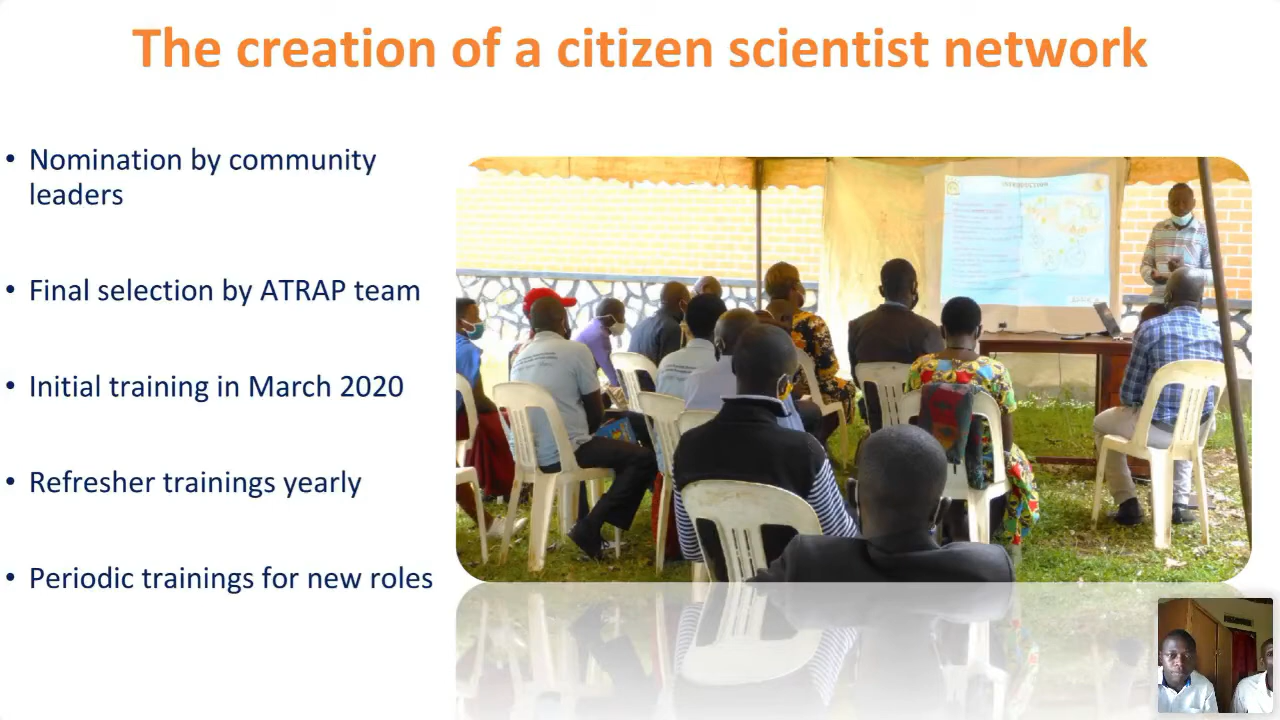 The creation of a citizen scientist network
• Nomination by community
leaders
• Final selection by ATRAP team
• Initial training in March 2020
• Refresher trainings yearly
• Periodic trainings for new roles